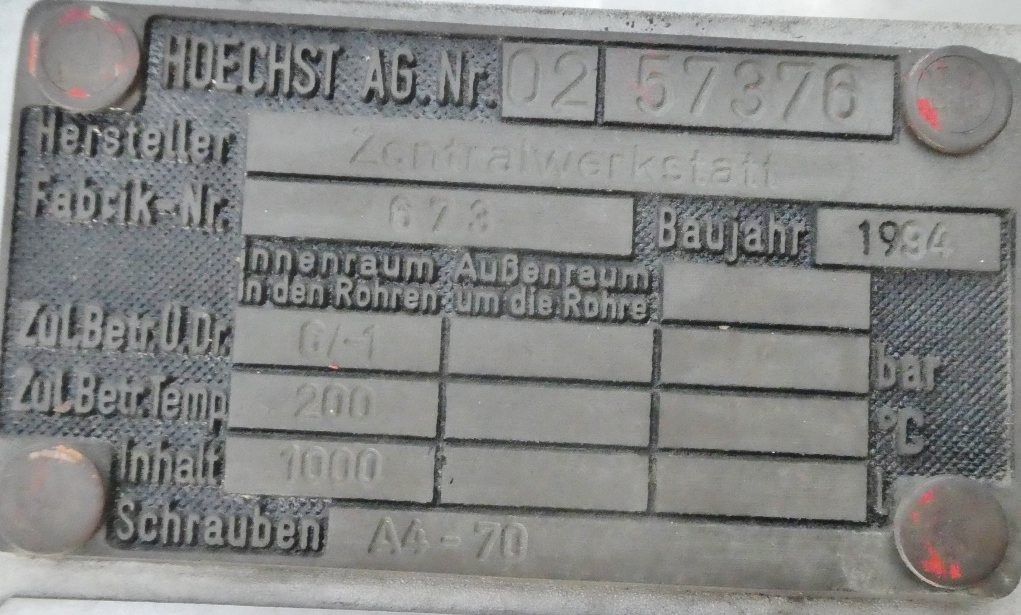 HOECHST AG.Nr. 02 57376
Hersteller Zentralwerkstatt
Fabrik-Nr. 673 Baujahr 1994
Innenraum Außenraum
in den Rohren um die Rohre
Zul.Betr.Ü.Dr. 6/-1 bar
Zul.Betr.Temp 200 °C
Inhalt 1000 l
Schrauben A4-70